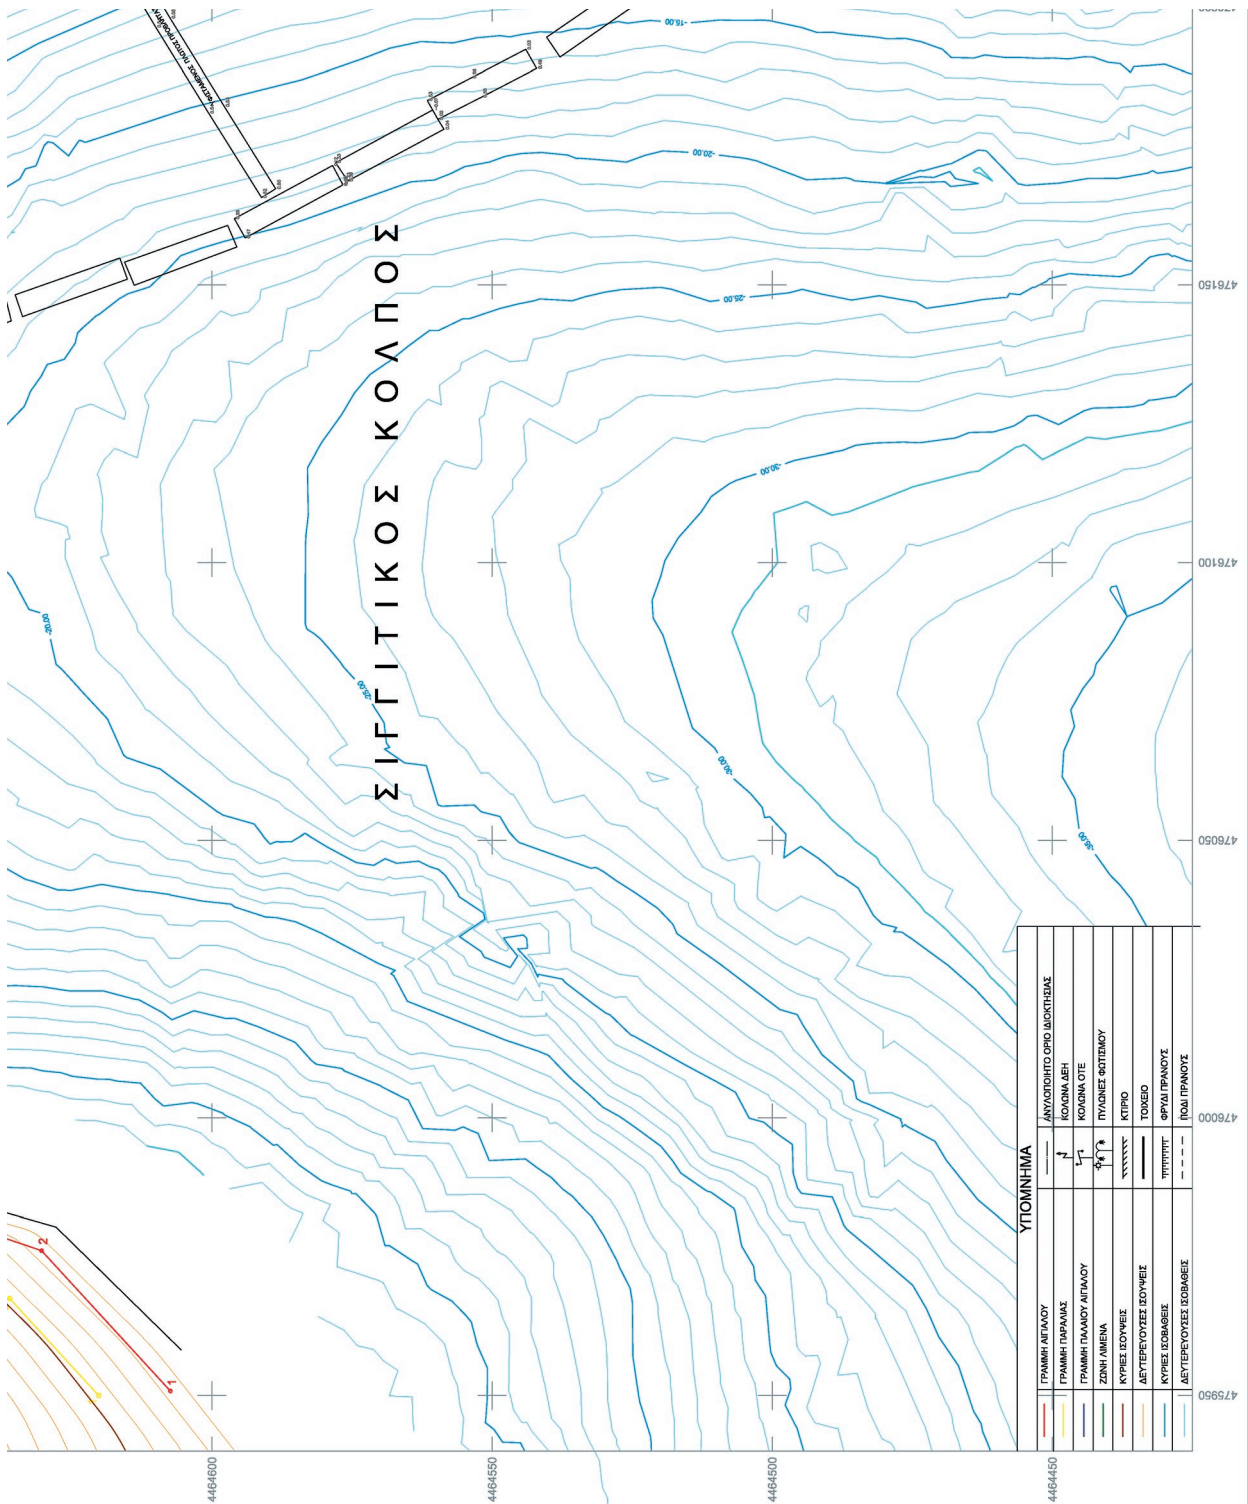 ΣΙΓΓΙΤΙΚΟΣ ΚΟΛΠΟΣ
-15.00
-20.00
-25.00
-30.00
-20.00
-25.00
-30.00
-35.00
2
1
476150
476100
476050
476000
475950
4464600
4464550
4464500
4464450
ΥΠΟΜΝΗΜΑ
ΓΡΑΜΜΗ ΑΙΓΙΑΛΟΥ
ΓΡΑΜΜΗ ΠΑΡΑΛΙΑΣ
ΓΡΑΜΜΗ ΠΑΛΑΙΟΥ ΑΙΓΙΑΛΟΥ
ΖΩΝΗ ΛΙΜΕΝΑ
ΚΥΡΙΕΣ ΙΣΟΥΨΕΙΣ
ΔΕΥΤΕΡΕΥΟΥΣΕΣ ΙΣΟΥΨΕΙΣ
ΚΥΡΙΕΣ ΙΣΟΒΑΘΕΙΣ
ΔΕΥΤΕΡΕΥΟΥΣΕΣ ΙΣΟΒΑΘΕΙΣ
ΑΝΥΛΟΠΟΙΗΤΟ ΟΡΙΟ ΙΔΙΟΚΤΗΣΙΑΣ
ΚΟΛΩΝΑ ΔΕΗ
ΚΟΛΩΝΑ ΟΤΕ
ΠΥΛΩΝΕΣ ΦΩΤΙΣΜΟΥ
ΚΤΙΡΙΟ
ΤΟΙΧΕΙΟ
ΦΡΥΔΙ ΠΡΑΝΟΥΣ
ΠΟΔΙ ΠΡΑΝΟΥΣ